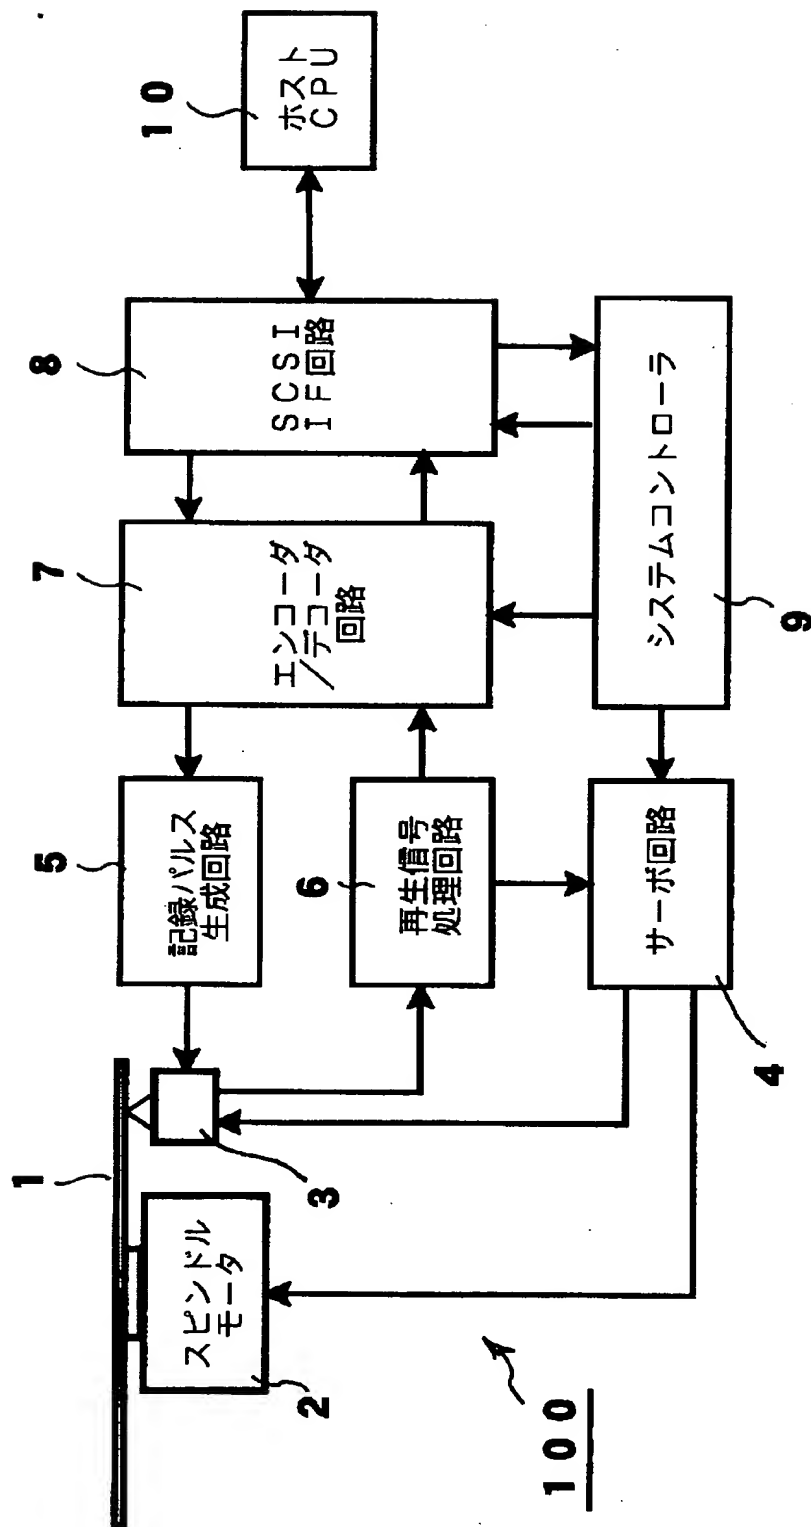 1
2
スピンドル
モータ
3
5
記録パルス
生成回路
6
再生信号
処理回路
サーボ回路
4
7
エンコーダ
／デコーダ
回路
8
SCSI
IF回路
システムコントローラ
9
10
ホスト
CPU
100